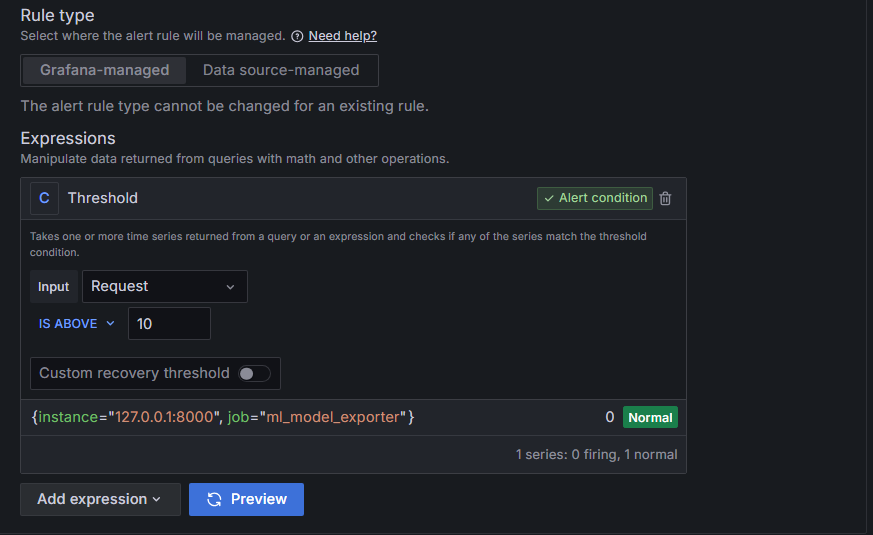 Rule type
Select where the alert rule will be managed. Need help?
Grafana-managed Data source-managed
The alert rule type cannot be changed for an existing rule.
Expressions
Manipulate data returned from queries with math and other operations.
C Threshold Alert condition
Takes one or more time series returned from a query or an expression and checks if any of the series match the threshold
condition.
Input Request
IS ABOVE 10
Custom recovery threshold
{instance="127.0.0.1:8000", job="ml_model_exporter"} 0 Normal
1 series: 0 firing, 1 normal
Add expression Preview